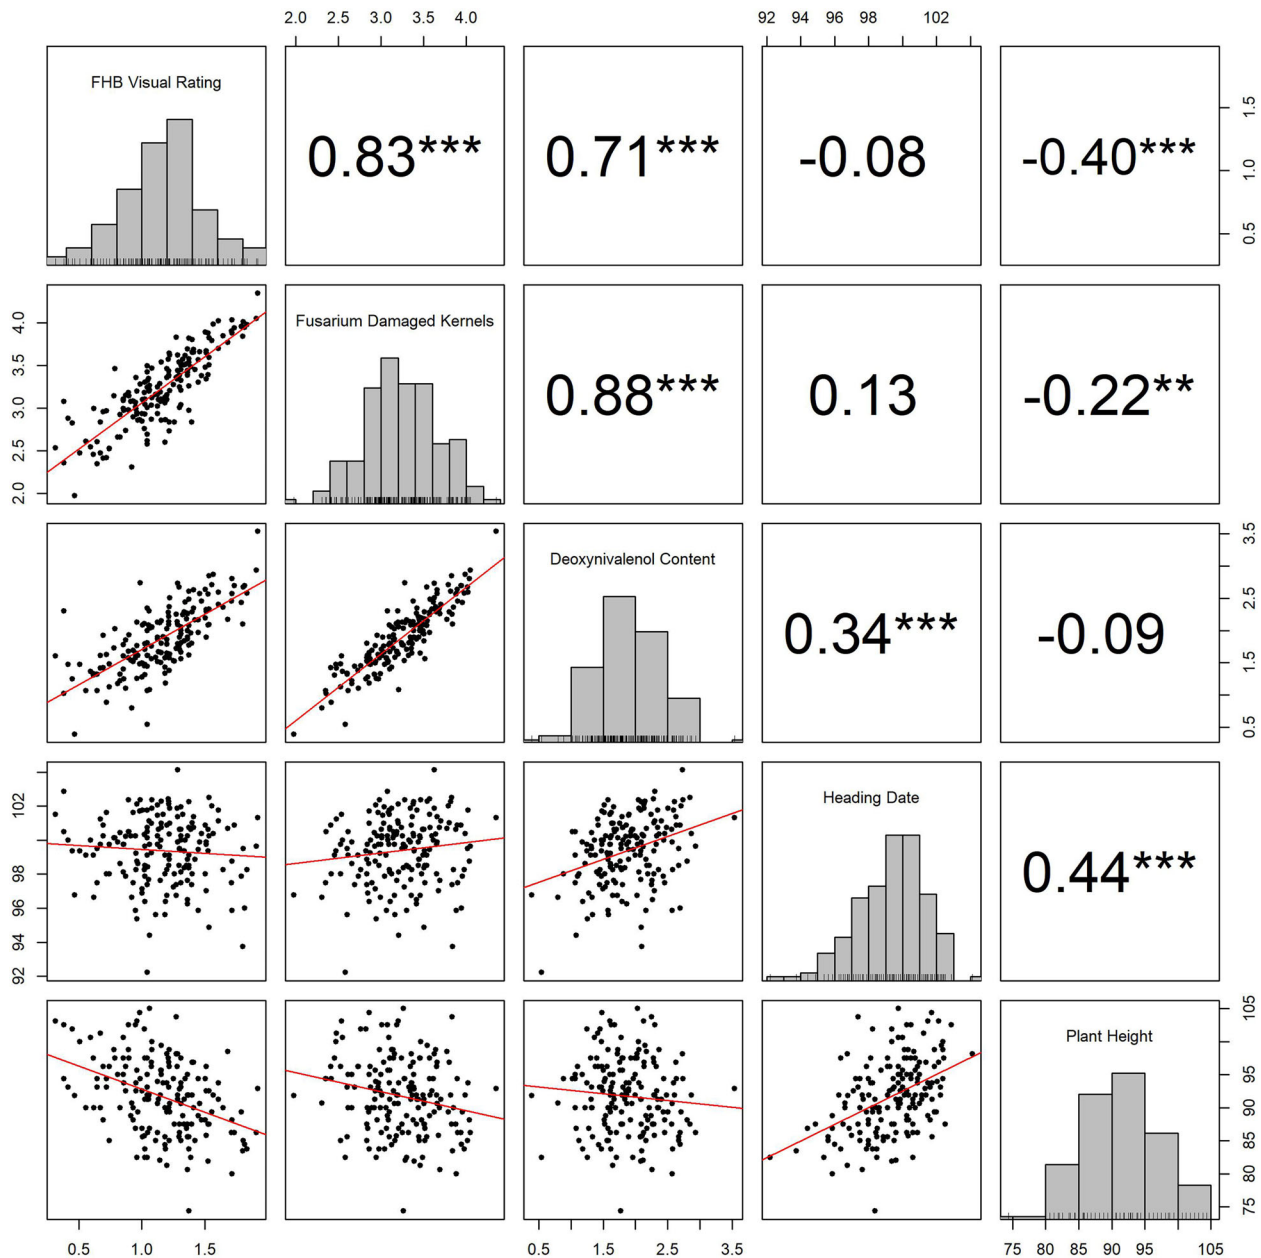 2.0 2.5 3.0 3.5 4.0 92 96 98 102
FHB Visual Rating
0.83*** 0.71*** -0.08 -0.40***
0.5 1.0 1.5
2.0 2.5 3.0 3.5 4.0
Fusarium Damaged Kernels
0.88*** 0.13 -0.22**
Deoxynivalenol Content
0.34*** -0.09
0.5 1.5 2.5 3.5
92 94 96 98 102
Heading Date
0.44***
Plant Height
75 80 85 90 95 105
0.5 1.0 1.5 0.5 1.5 2.5 3.5 75 80 85 90 95 105